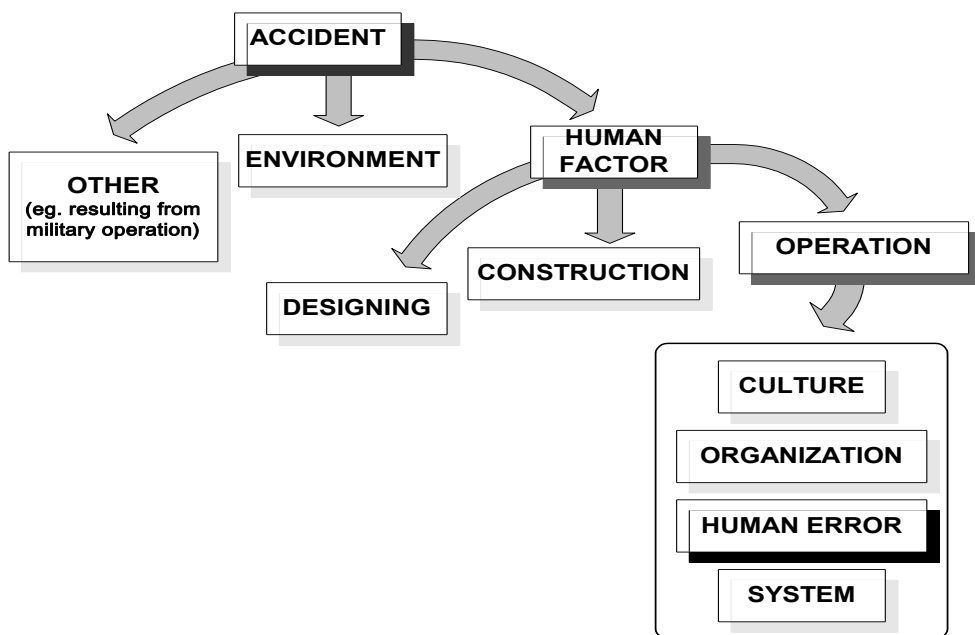 ACCIDENT
ENVIRONMENT
HUMAN
FACTOR
OTHER
(eg. resulting from
military operation)
OPERATION
CONSTRUCTION
DESIGNING
CULTURE
ORGANIZATION
HUMAN ERROR
SYSTEM